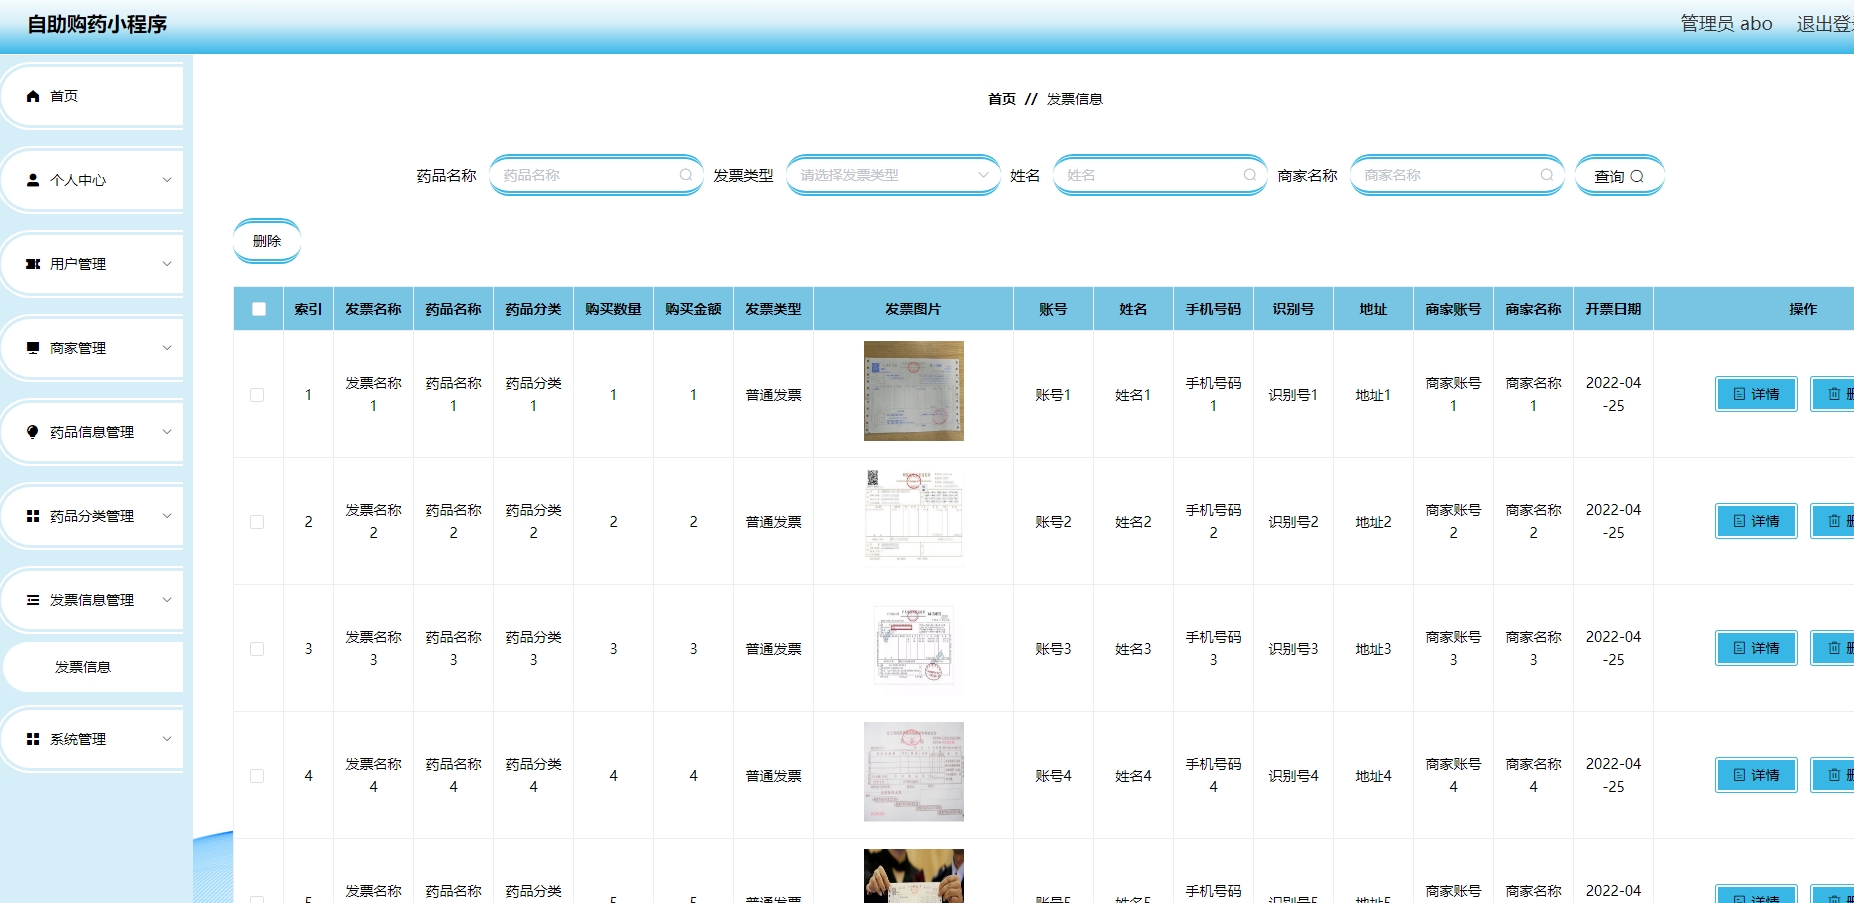 自助购药小程序
管理员 abo 退出登
首页
个人中心
用户管理
商家管理
药品信息管理
药品分类管理
发票信息管理
发票信息
系统管理
首页 // 发票信息
药品名称 药品名称 发票类型 请选择发票类型 姓名 姓名 商家名称 商家名称 查询
删除
索引 发票名称 药品名称 药品分类 购买数量 购买金额 发票类型 发票图片 账号 姓名 手机号码 识别号 地址 商家账号 商家名称 开票日期 操作
1 发票名称1 药品名称1 药品分类1 1 1 普通发票 账号1 姓名1 手机号码1 识别号1 地址1 商家账号1 商家名称1 2022-04-25 详情
2 发票名称2 药品名称2 药品分类2 2 2 普通发票 账号2 姓名2 手机号码2 识别号2 地址2 商家账号2 商家名称2 2022-04-25 详情
3 发票名称3 药品名称3 药品分类3 3 3 普通发票 账号3 姓名3 手机号码3 识别号3 地址3 商家账号3 商家名称3 2022-04-25 详情
4 发票名称4 药品名称4 药品分类4 4 4 普通发票 账号4 姓名4 手机号码4 识别号4 地址4 商家账号4 商家名称4 2022-04-25 详情
5 发票名称 药品名称 药品分类 5 5 普通发票 账号5 姓名5 手机号码 识别号5 地址5 商家账号 商家名称 2022-04 详情